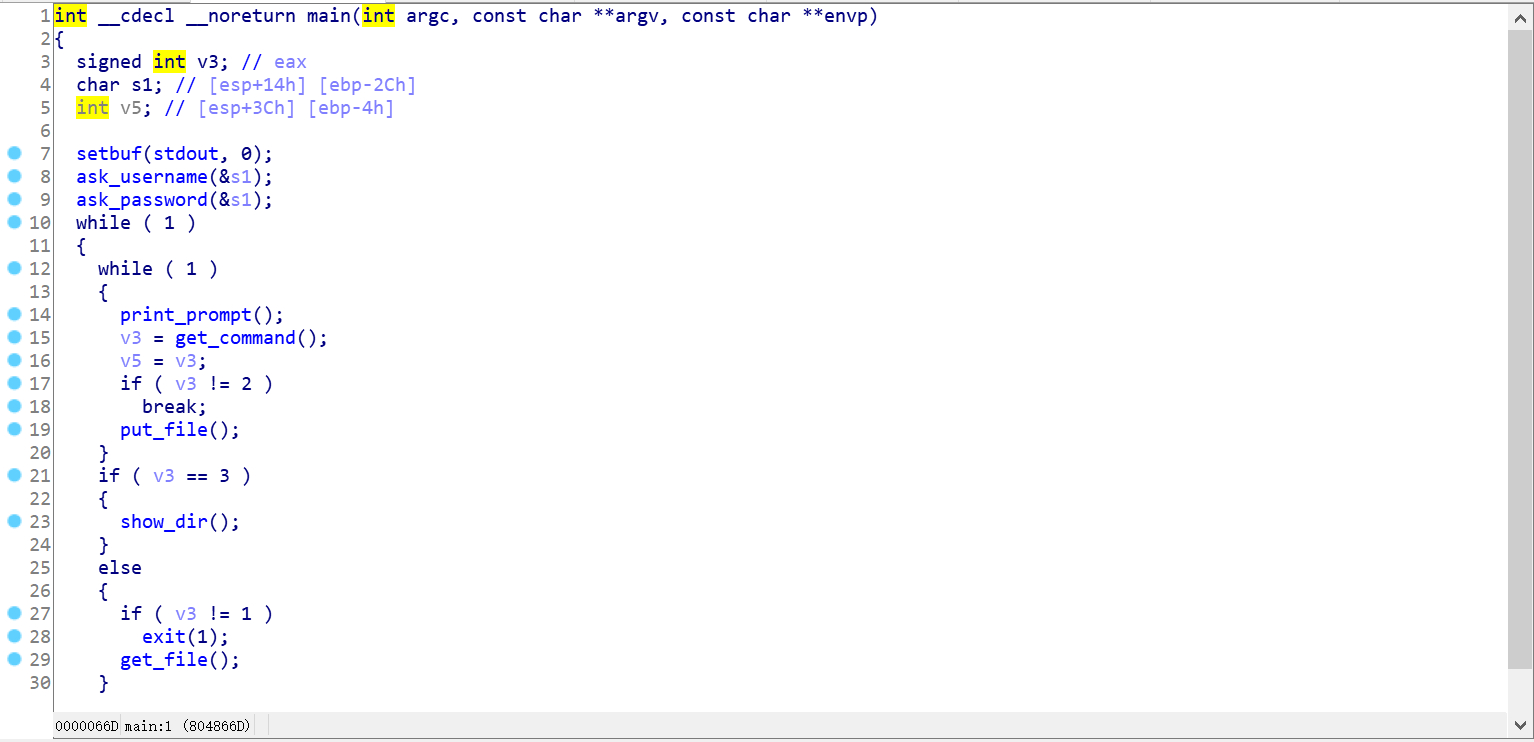 1 int __cdecl __noreturn main(int argc, const char **argv, const char **envp)
2 {
3 signed int v3; // eax
4 char s1; // [esp+14h] [ebp-2Ch]
5 int v5; // [esp+3Ch] [ebp-4h]
6
7 setbuf(stdout, 0);
8 ask_username(&s1);
9 ask_password(&s1);
10 while ( 1 )
11 {
12 while ( 1 )
13 {
14 print_prompt();
15 v3 = get_command();
16 v5 = v3;
17 if ( v3 != 2 )
18 break;
19 put_file();
20 }
21 if ( v3 == 3 )
22 {
23 show_dir();
24 }
25 else
26 {
27 if ( v3 != 1 )
28 exit(1);
29 get_file();
30 }
0000066D main:1 (804866D)